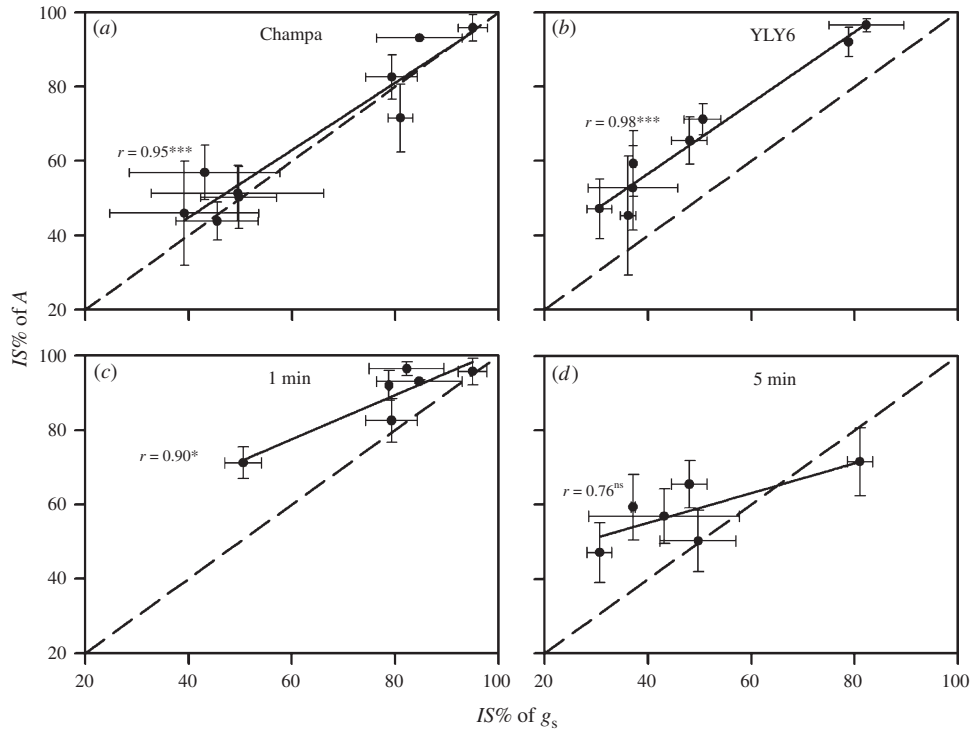 (a) Champa
(b) YLY6
100
80
60
40
20
r = 0.95***
r = 0.98***
IS% of A
(c) 1 min
(d) 5 min
100
80
60
40
20
r = 0.90*
r = 0.76ns
20 40 60 80 100
20 40 60 80 100
IS% of gs